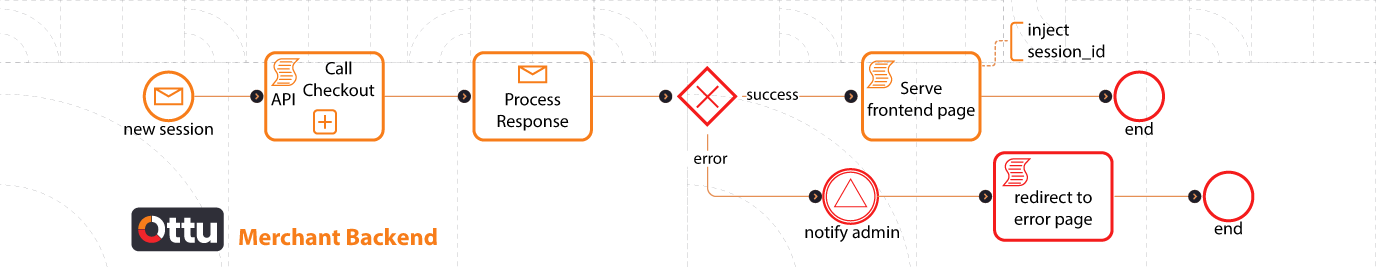 inject
session_id
Call
Checkout
API
Process
Response
success
Serve
frontend page
new session
end
error
redirect to
error page
notify admin
end
Ottu
Merchant Backend